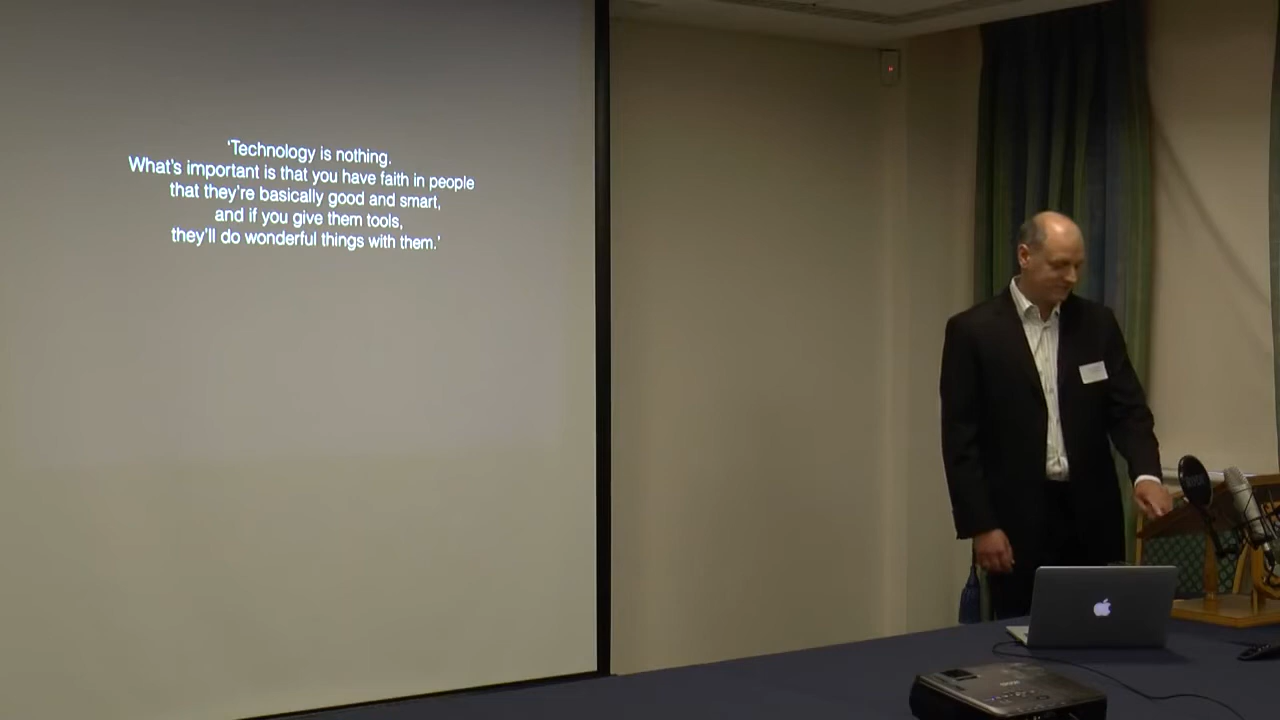 'Technology is nothing.
What's important is that you have faith in people
that they're basically good and smart,
and if you give them tools,
they'll do wonderful things with them.'